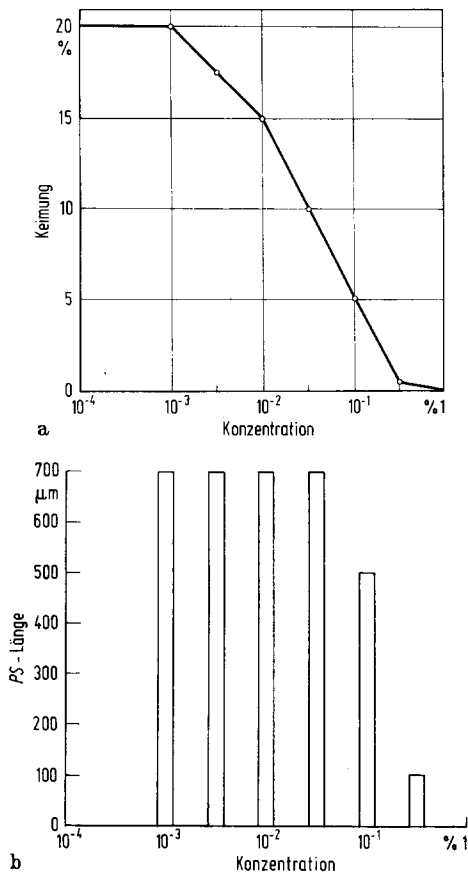 20
%
15
10
5
0
Keimung
10⁻⁴ 10⁻³ 10⁻² 10⁻¹ % 1
Konzentration
a
700
µm
600
500
400
300
200
100
0
PS-Länge
10⁻⁴ 10⁻³ 10⁻² 10⁻¹ % 1
Konzentration
b